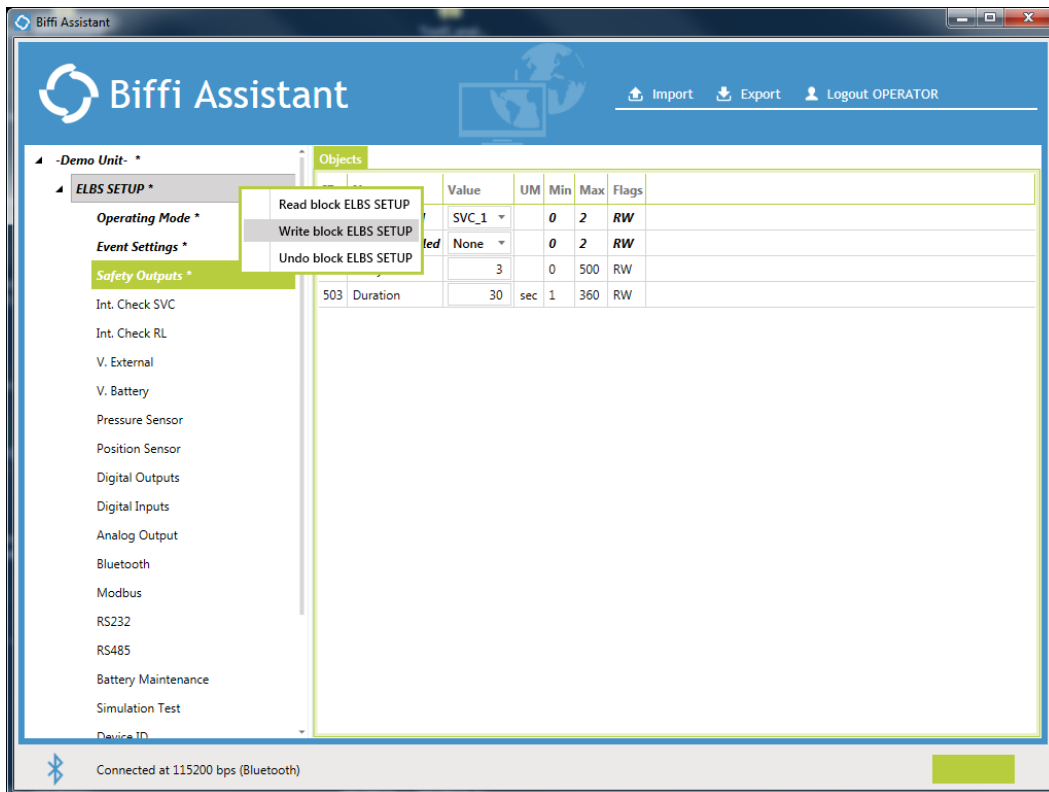 Biffi Assistant
Biffi Assistant
Import Export Logout OPERATOR
-Demo Unit- *
ELBS SETUP *
Operating Mode *
Event Settings *
Safety Outputs *
Int. Check SVC
Int. Check RL
V. External
V. Battery
Pressure Sensor
Position Sensor
Digital Outputs
Digital Inputs
Analog Output
Bluetooth
Modbus
RS232
RS485
Battery Maintenance
Simulation Test
Device ID
Read block ELBS SETUP
Write block ELBS SETUP
Undo block ELBS SETUP
Objects
Value UM Min Max Flags
SVC_1 0 2 RW
None 0 2 RW
3 0 500 RW
503 Duration 30 sec 1 360 RW
Connected at 115200 bps (Bluetooth)